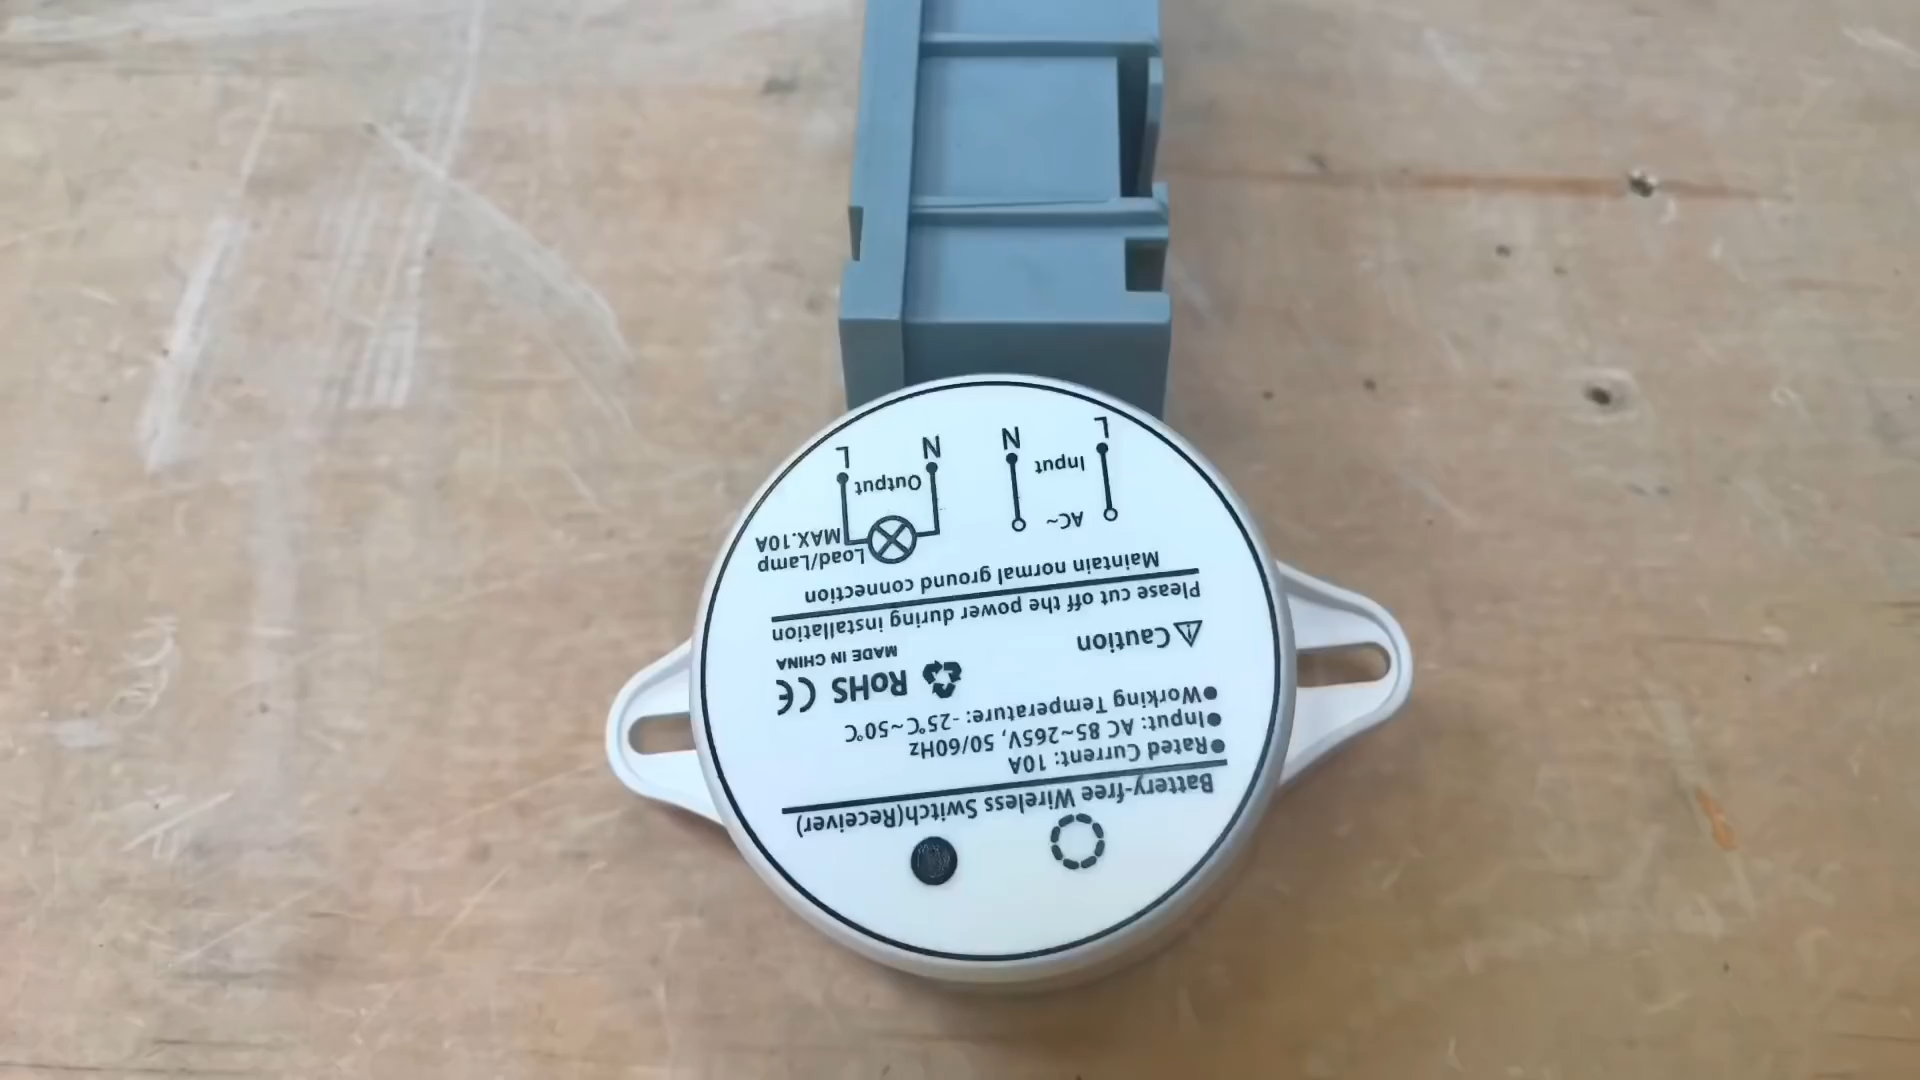 Battery-free Wireless Switch(Receiver)
●Rated Current: 10A
●Input: AC 85~265V, 50/60Hz
●Working Temperature: -25℃~50℃
RoHS CE
MADE IN CHINA
Caution
Please cut off the power during installation
Maintain normal ground connection
AC~
Load/Lamp
MAX.10A
Input
Output
L N N L